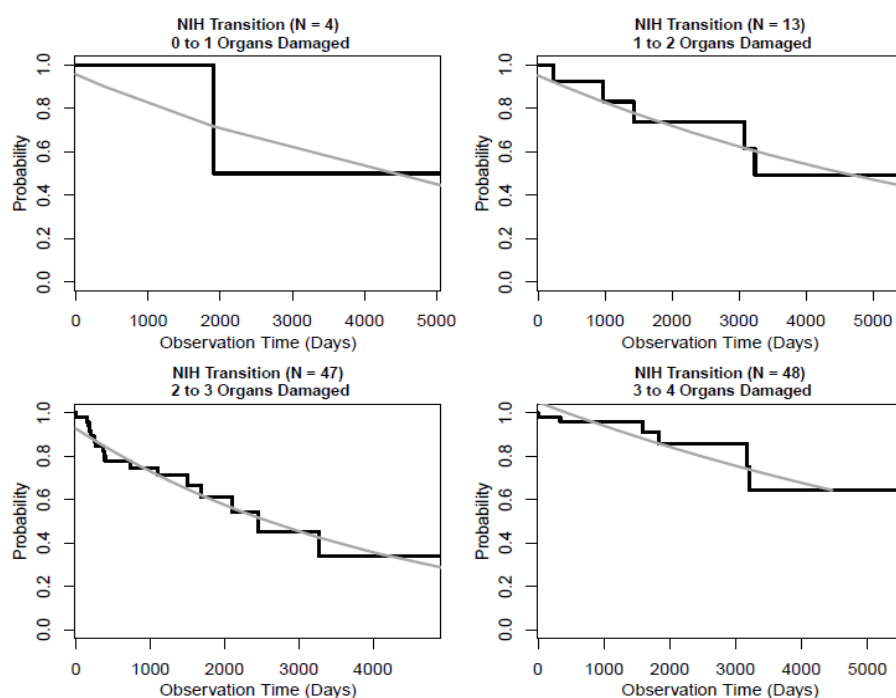 NIH Transition (N = 4)
0 to 1 Organs Damaged
Probability
1.0
0.8
0.6
0.4
0.2
0.0
0 1000 2000 3000 4000 5000
Observation Time (Days)
NIH Transition (N = 13)
1 to 2 Organs Damaged
Probability
1.0
0.8
0.6
0.4
0.2
0.0
0 1000 2000 3000 4000 5000
Observation Time (Days)
NIH Transition (N = 47)
2 to 3 Organs Damaged
Probability
1.0
0.8
0.6
0.4
0.2
0.0
0 1000 2000 3000 4000
Observation Time (Days)
NIH Transition (N = 48)
3 to 4 Organs Damaged
Probability
1.0
0.8
0.6
0.4
0.2
0.0
0 1000 2000 3000 4000 5000
Observation Time (Days)